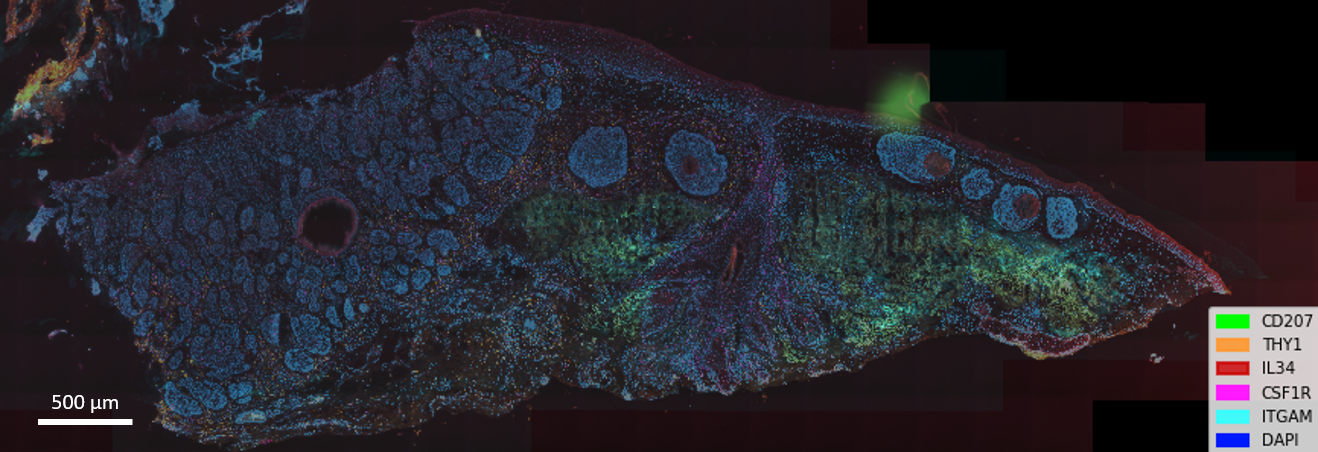 500 µm
CD207
THY1
IL34
CSF1R
ITGAM
DAPI